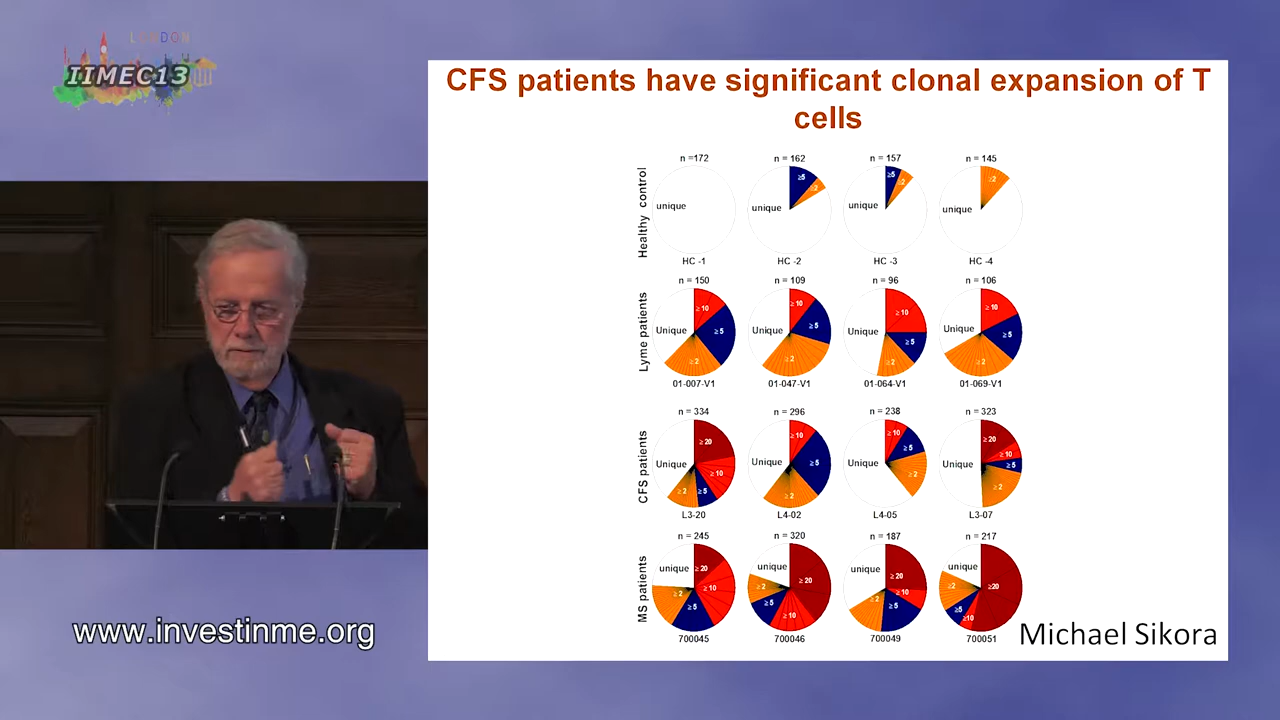 LONDON
IIMEC13
CFS patients have significant clonal expansion of T
cells
Healthy control
n =172
n = 162
n = 157
n = 145
unique
unique ≥5 ≥2
unique ≥5 ≥2
unique ≥2
HC -1
HC -2
HC -3
HC -4
Lyme patients
n = 150
n = 109
n = 96
n = 106
Unique ≥ 10 ≥ 5 ≥ 2
Unique ≥ 10 ≥ 5 ≥ 2
Unique ≥ 10 ≥ 5 ≥ 2
Unique ≥ 10 ≥ 5 ≥ 2
01-007-V1
01-047-V1
01-064-V1
01-069-V1
CFS patients
n = 334
n = 296
n = 238
n = 323
Unique ≥ 20 ≥ 10 ≥ 5 ≥ 2
Unique ≥ 10 ≥ 5 ≥ 2
Unique ≥ 10 ≥ 5 ≥ 2
Unique ≥ 20 ≥ 10 ≥ 5 ≥ 2
L3-20
L4-02
L4-05
L3-07
MS patients
n = 245
n = 320
n = 187
n = 217
unique ≥ 20 ≥ 10 ≥ 5 ≥ 2
unique ≥ 20 ≥ 10 ≥ 5 ≥ 2
unique ≥ 20 ≥ 10 ≥ 5 ≥ 2
unique ≥20 ≥10 ≥5 ≥ 2
700045
700046
700049
700051
Michael Sikora
www.investinme.org